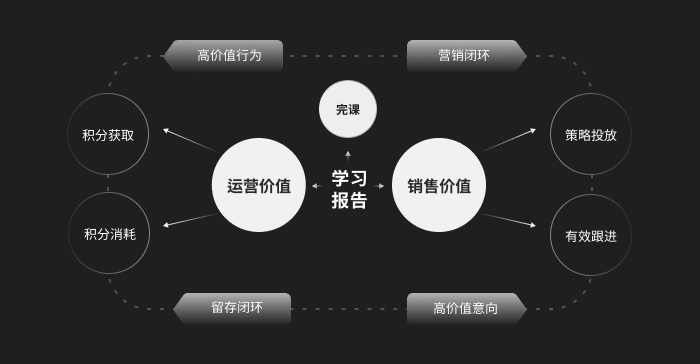 高价值行为
营销闭环
完课
积分获取
策略投放
运营价值
学习
报告
销售价值
积分消耗
有效跟进
留存闭环
高价值意向